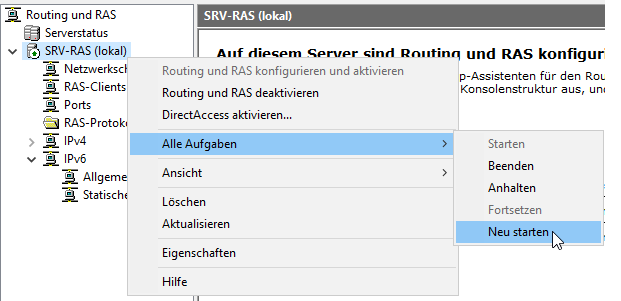 Routing und RAS
Serverstatus
SRV-RAS (lokal)
Netzwerksch
RAS-Clients
Ports
RAS-Protoko
IPv4
IPv6
Allgeme
Statische
SRV-RAS (lokal)
Auf diesem Server sind Routing und RAS konfiguri
p-Assistenten für den Rou
Konsolenstruktur aus, und
Routing und RAS konfigurieren und aktivieren
Routing und RAS deaktivieren
DirectAccess aktivieren...
Alle Aufgaben
Ansicht
Löschen
Aktualisieren
Eigenschaften
Hilfe
Starten
Beenden
Anhalten
Fortsetzen
Neu starten